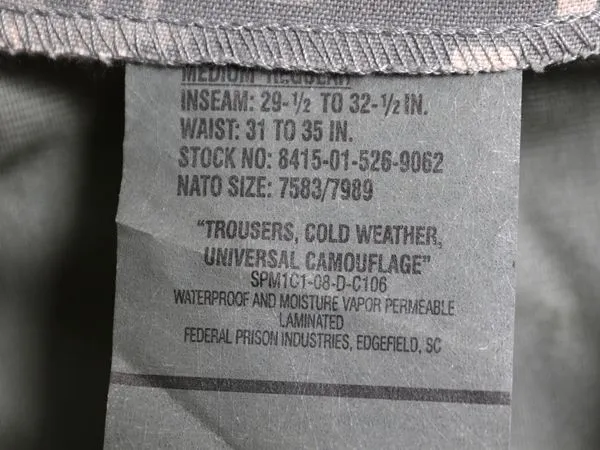 MEDIUM REGULAR
INSEAM: 29-1/2 TO 32-1/2 IN.
WAIST: 31 TO 35 IN.
STOCK NO: 8415-01-526-9062
NATO SIZE: 7583/7989
"TROUSERS, COLD WEATHER,
UNIVERSAL CAMOUFLAGE"
SPM1C1-08-D-C106
WATERPROOF AND MOISTURE VAPOR PERMEABLE
LAMINATED
FEDERAL PRISON INDUSTRIES, EDGEFIELD, SC